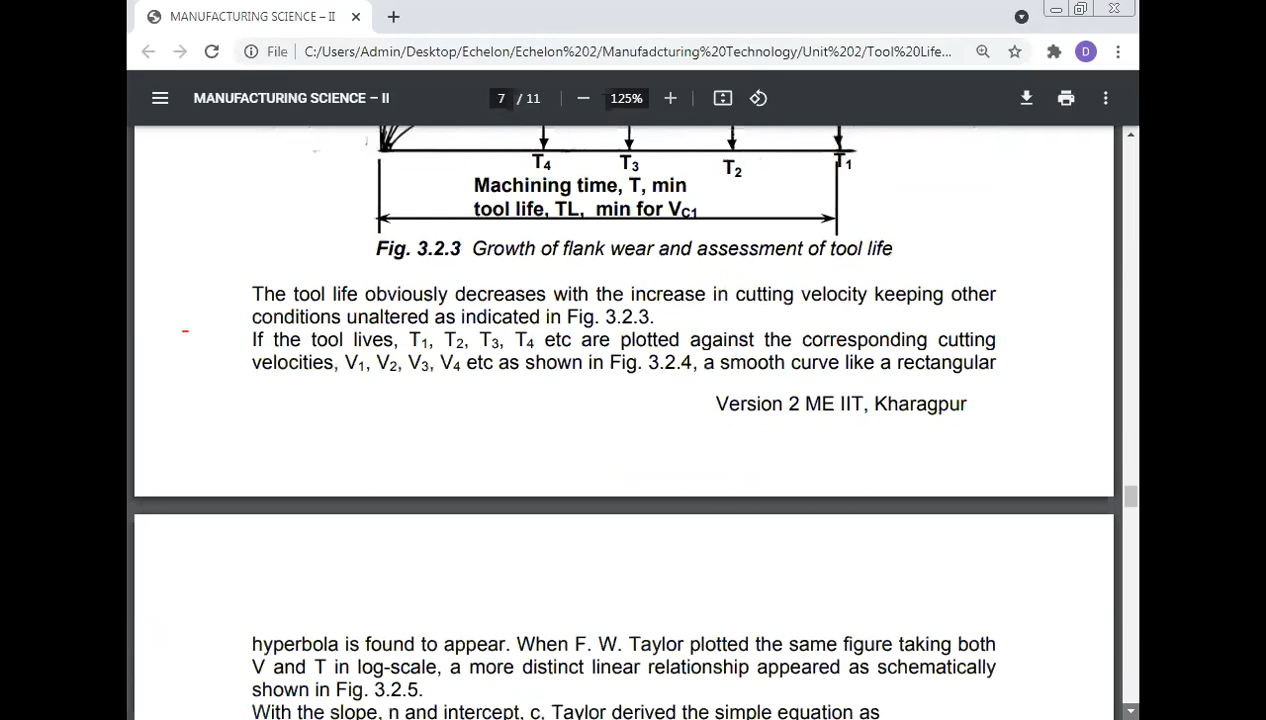 MANUFACTURING SCIENCE – II
File C:/Users/Admin/Desktop/Echelon/Echelon%202/Manufadcturing%20Technology/Unit%202/Tool%20Life...
D
MANUFACTURING SCIENCE – II 7 / 11 125%
T4 T3 T2 T1
Machining time, T, min
tool life, TL, min for VC1
Fig. 3.2.3 Growth of flank wear and assessment of tool life
The tool life obviously decreases with the increase in cutting velocity keeping other
conditions unaltered as indicated in Fig. 3.2.3.
If the tool lives, T1, T2, T3, T4 etc are plotted against the corresponding cutting
velocities, V1, V2, V3, V4 etc as shown in Fig. 3.2.4, a smooth curve like a rectangular
Version 2 ME IIT, Kharagpur
hyperbola is found to appear. When F. W. Taylor plotted the same figure taking both
V and T in log-scale, a more distinct linear relationship appeared as schematically
shown in Fig. 3.2.5.
With the slope, n and intercept, c, Taylor derived the simple equation as